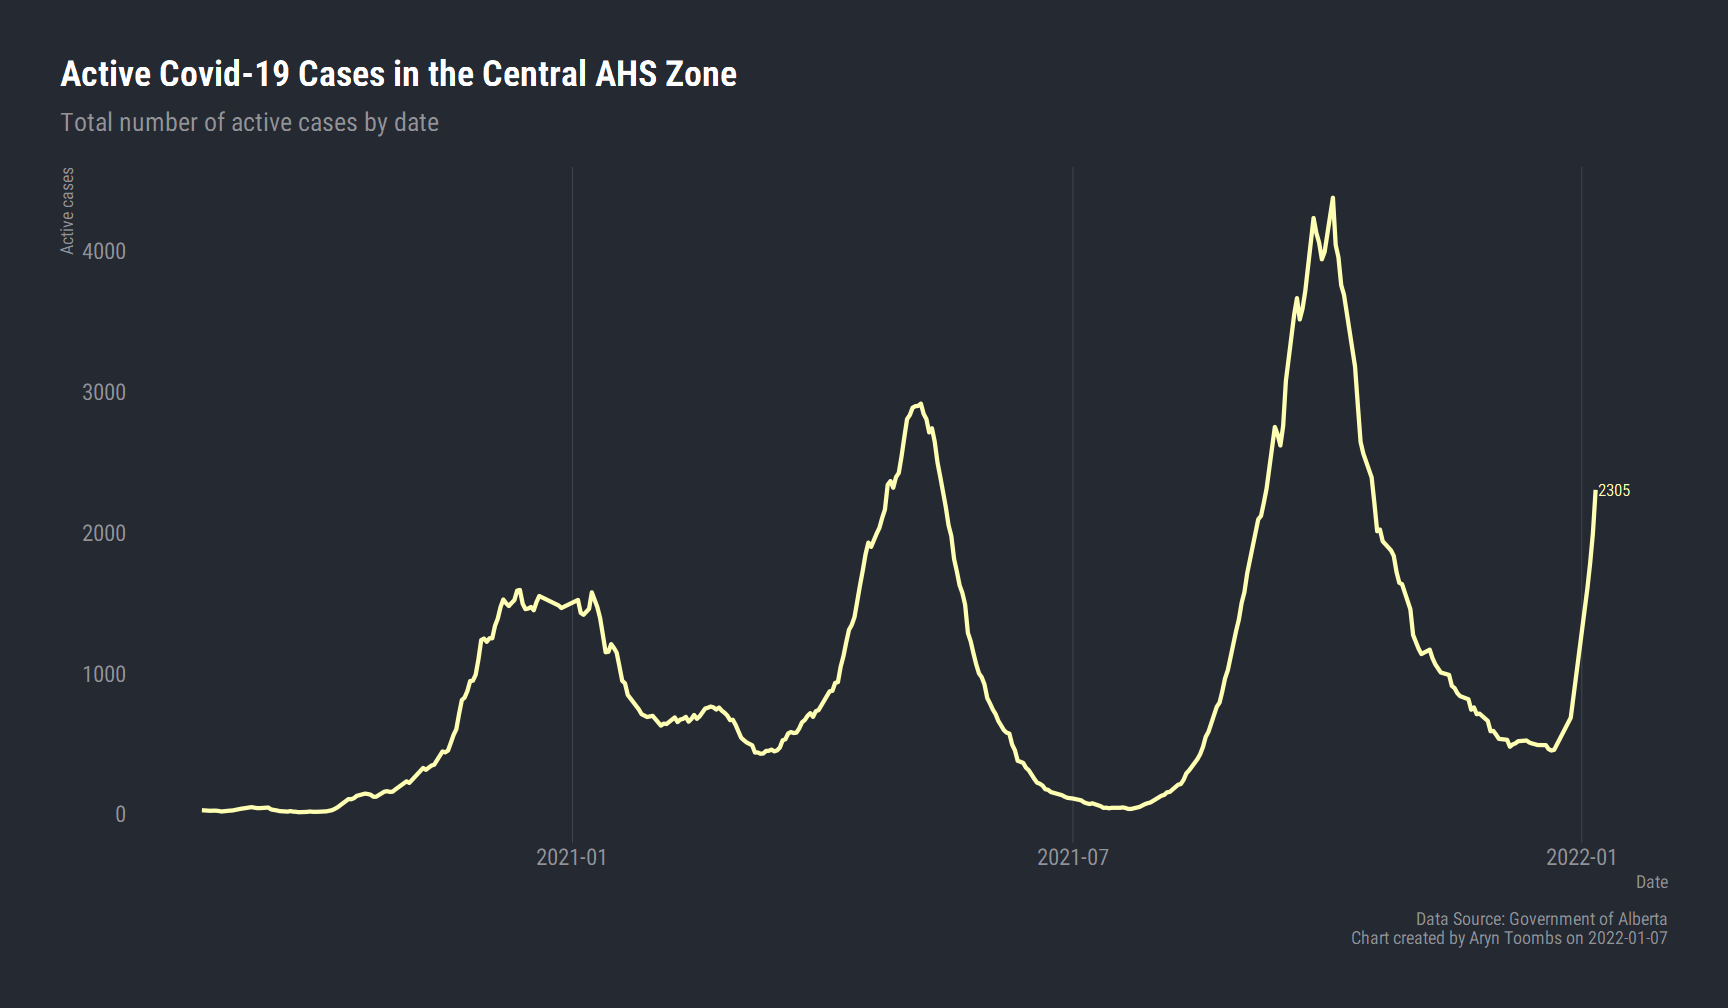 Active Covid-19 Cases in the Central AHS Zone
Total number of active cases by date
Active cases
4000
3000
2000
1000
0
2305
2021-01
2021-07
2022-01
Date
Data Source: Government of Alberta
Chart created by Aryn Toombs on 2022-01-07